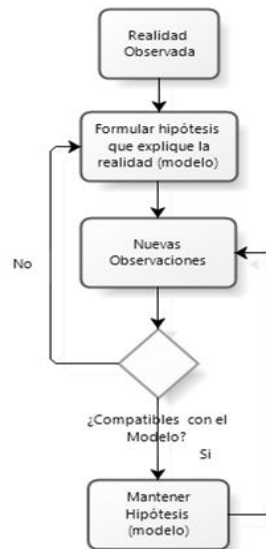 Realidad
Observada
Formular hipótesis
que explique la
realidad (modelo)
Nuevas
Observaciones
No
¿Compatibles con el
Modelo?
Si
Mantener
Hipótesis
(modelo)